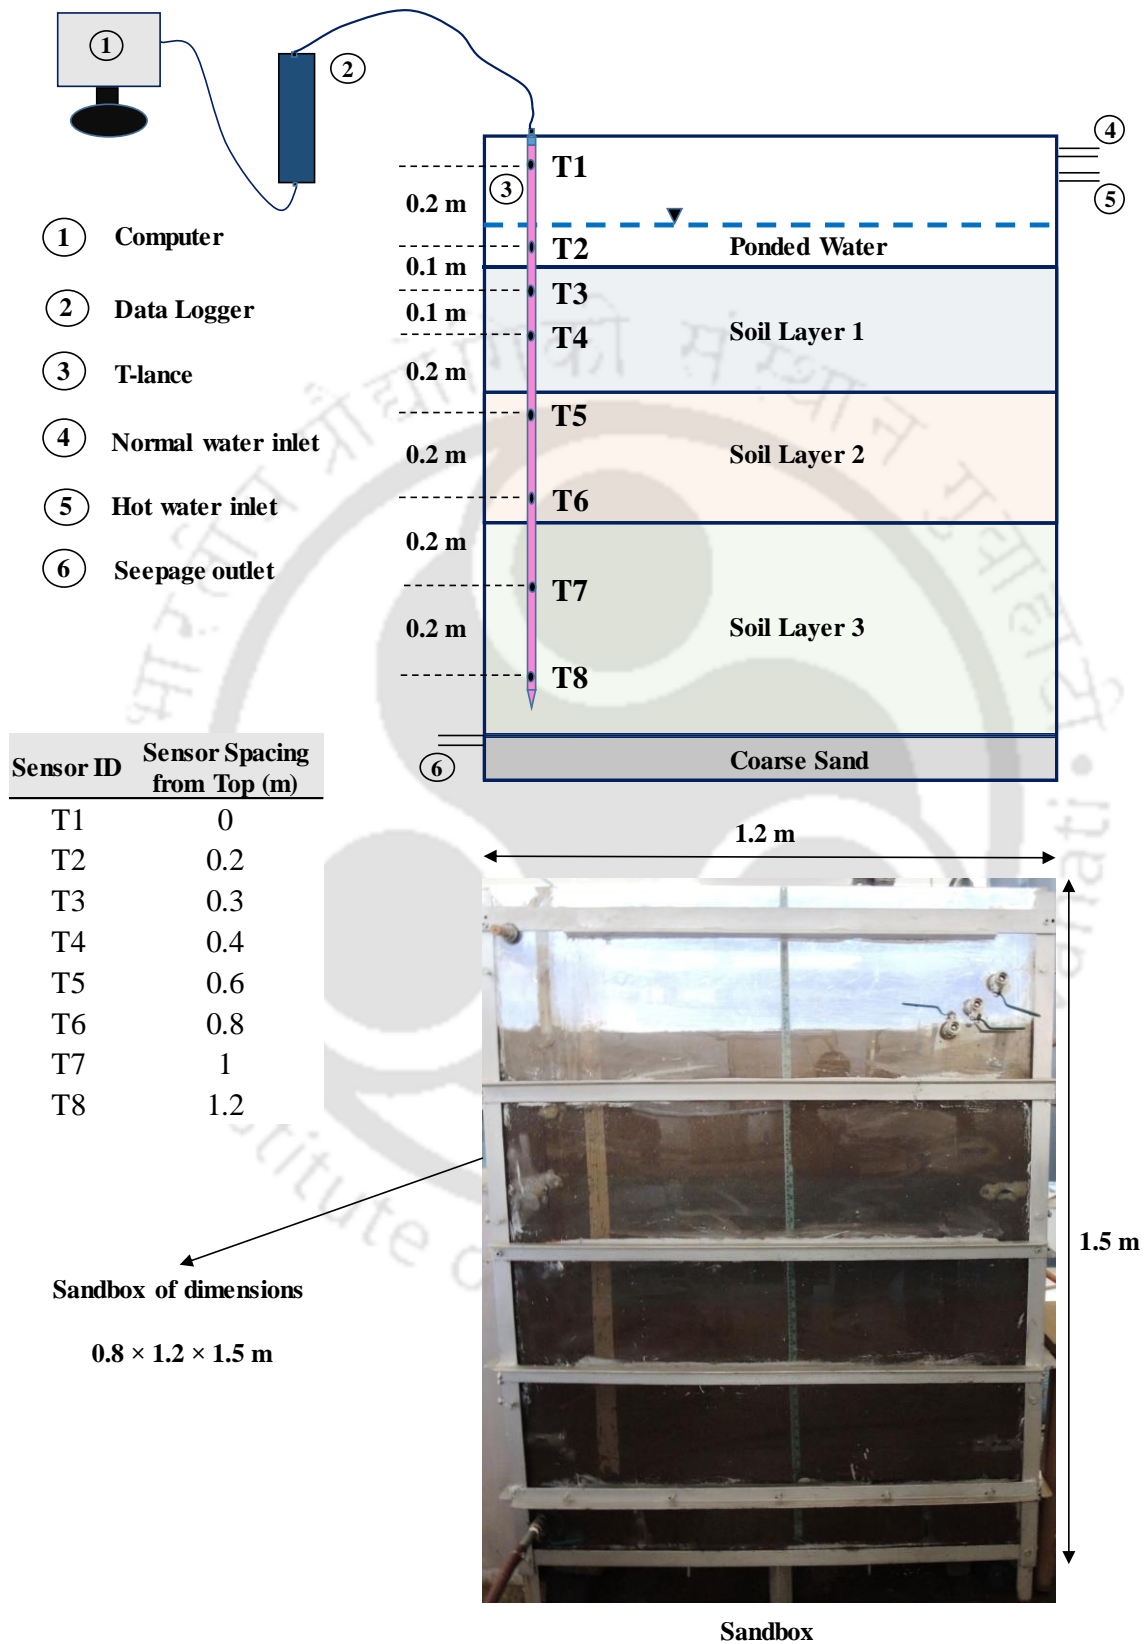 1
2
4
T1
3
5
0.2 m
1 Computer
T2
Ponded Water
0.1 m
T3
2 Data Logger
0.1 m
T4
Soil Layer 1
3 T-lance
0.2 m
T5
4 Normal water inlet
0.2 m
Soil Layer 2
T6
5 Hot water inlet
0.2 m
6 Seepage outlet
T7
0.2 m
Soil Layer 3
T8
6
Coarse Sand
Sensor ID Sensor Spacing
from Top (m)
T1 0
T2 0.2
T3 0.3
T4 0.4
T5 0.6
T6 0.8
T7 1
T8 1.2
1.2 m
1.5 m
Sandbox of dimensions
0.8 × 1.2 × 1.5 m
Sandbox